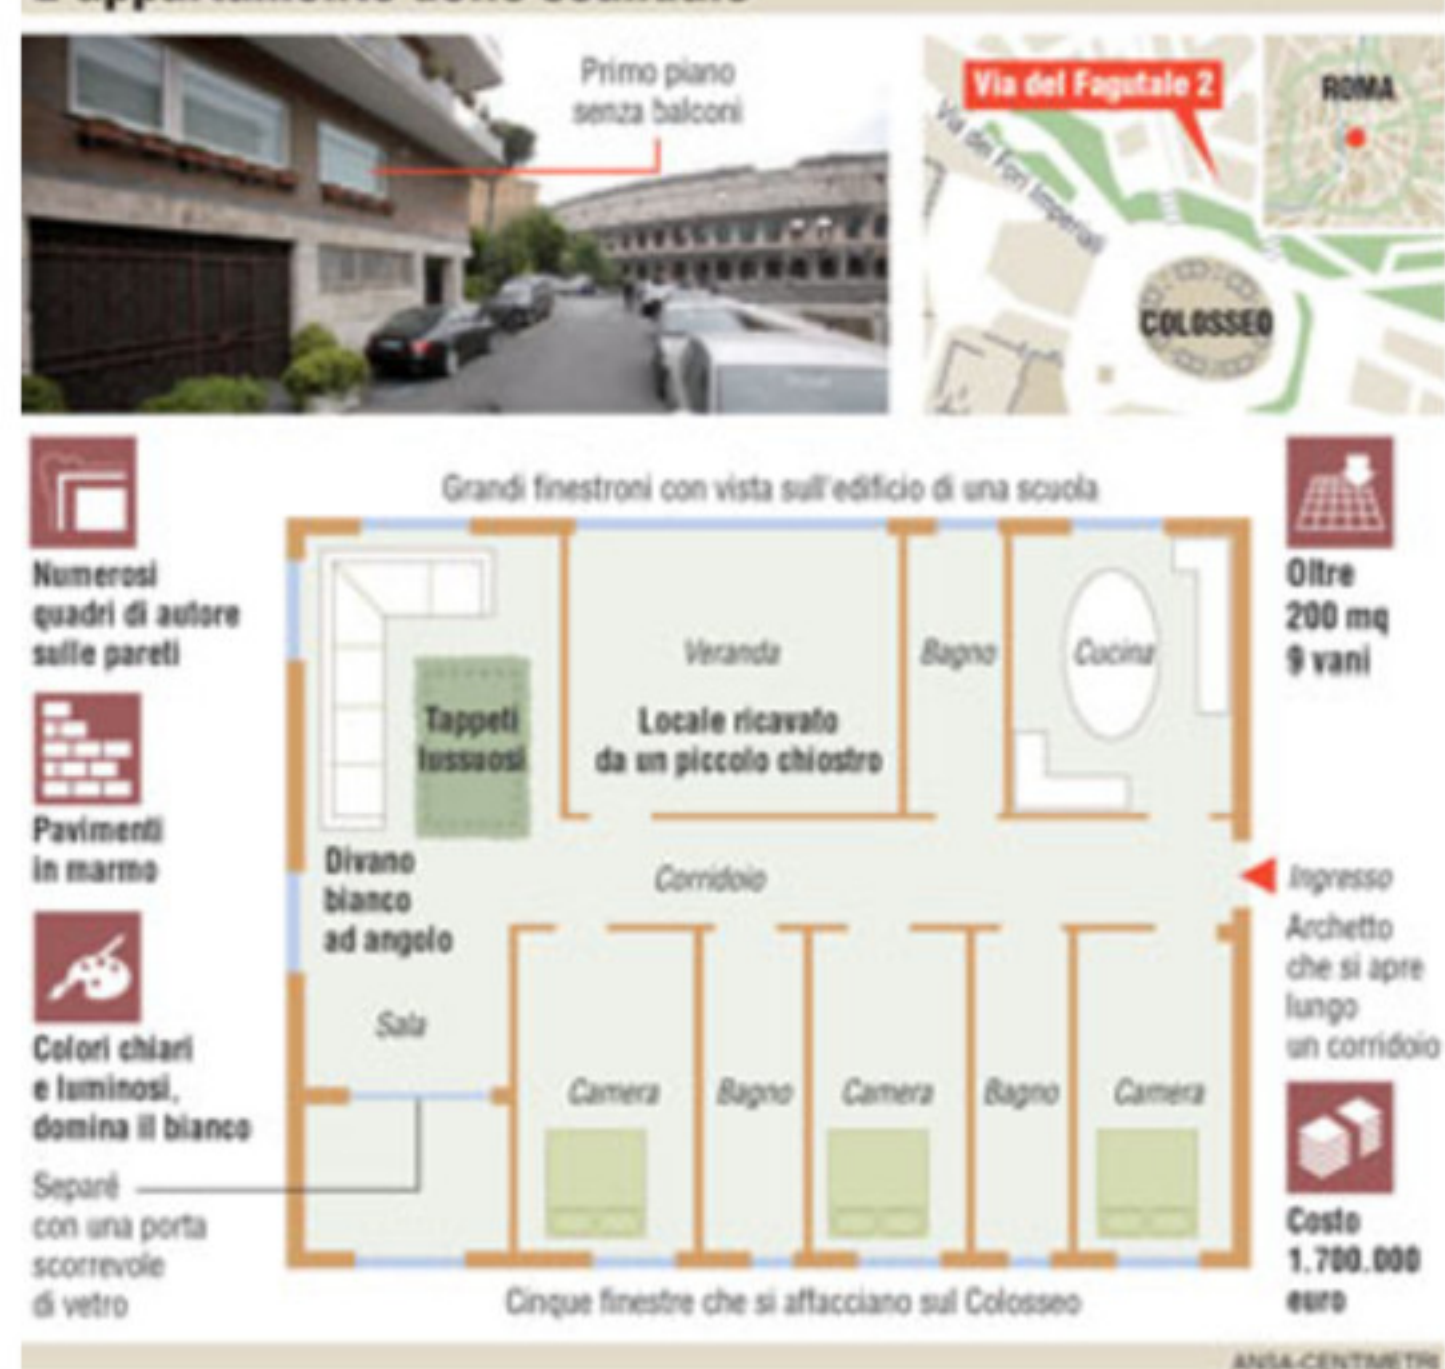 Primo piano
senza balconi
Via del Fagutale 2
ROMA
Via dei Fori Imperiali
COLOSSEO
Numerosi
quadri di autore
sulle pareti
Pavimenti
in marmo
Colori chiari
e luminosi,
domina il bianco
Separé
con una porta
scorrevole
di vetro
Grandi finestroni con vista sull'edificio di una scuola
Tappeti
lussuosi
Veranda
Locale ricavato
da un piccolo chiostro
Bagno
Cucina
Divano
bianco
ad angolo
Corridoio
Sala
Camera
Bagno
Camera
Bagno
Camera
Cinque finestre che si affacciano sul Colosseo
Oltre
200 mq
9 vani
Ingresso
Archetto
che si apre
lungo
un corridoio
Costo
1.700.000
euro
ANSA-CENTIMETRI